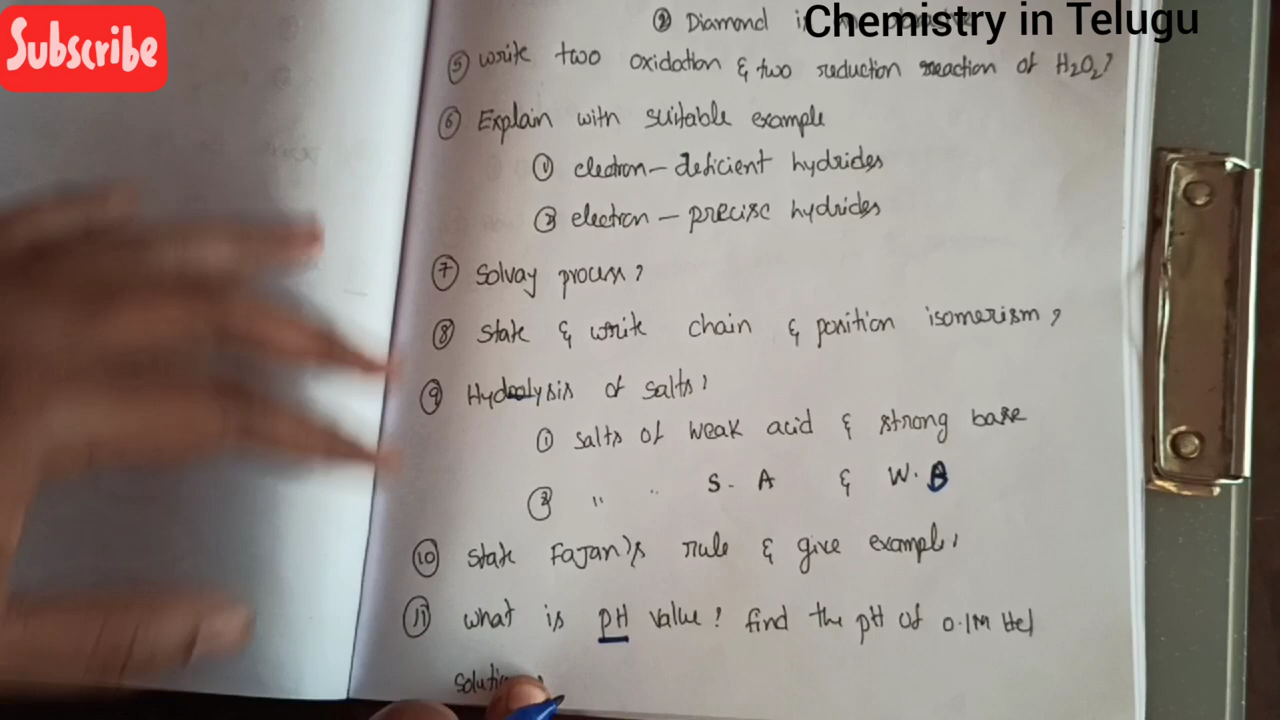 Subscribe
Chemistry in Telugu
② Diamond
⑤ write two oxidation & two reduction reaction of H₂O₂?
⑥ Explain with suitable example
① electron - deficient hydrides
② electron - precise hydrides
⑦ Solvay process?
⑧ State & write chain & position isomerism?
⑨ Hydrolysis of salts?
① salts of weak acid & strong base
② " " S. A & W. B
⑩ State Fajan's rule & give example?
⑪ what is pH value? find the pH of 0.1M Hcl